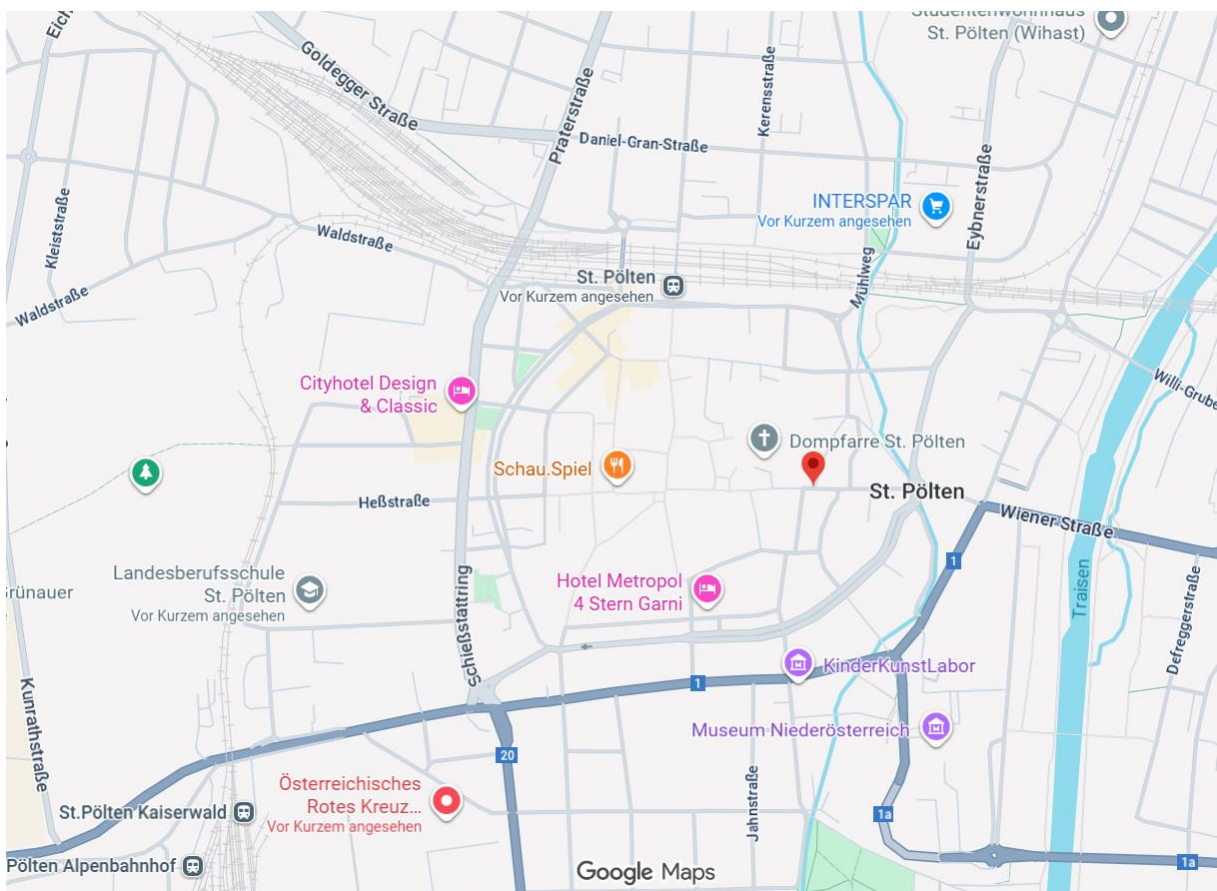 Studentenwohnhaus
St. Pölten (Wihast)
Goldegger Straße
Praterstraße
Kerensstraße
Daniel-Gran-Straße
Eybnerstraße
INTERSPAR
Vor Kurzem angesehen
Kleiststraße
Waldstraße
Mühlweg
St. Pölten
Vor Kurzem angesehen
Waldstraße
Cityhotel Design
& Classic
Willi-Grube
Dompfarre St. Pölten
Schau.Spiel
St. Pölten
Heßstraße
Wiener Straße
1
Landesberufsschule
St. Pölten
Vor Kurzem angesehen
Hotel Metropol
4 Stern Garni
Traisen
Defreggerstraße
Schießstattring
KinderKunstLabor
1
Kunrathstraße
Museum Niederösterreich
20
Österreichisches
Rotes Kreuz...
Vor Kurzem angesehen
Jahnstraße
St.Pölten Kaiserwald
1a
Pölten Alpenbahnhof
Google Maps
1a